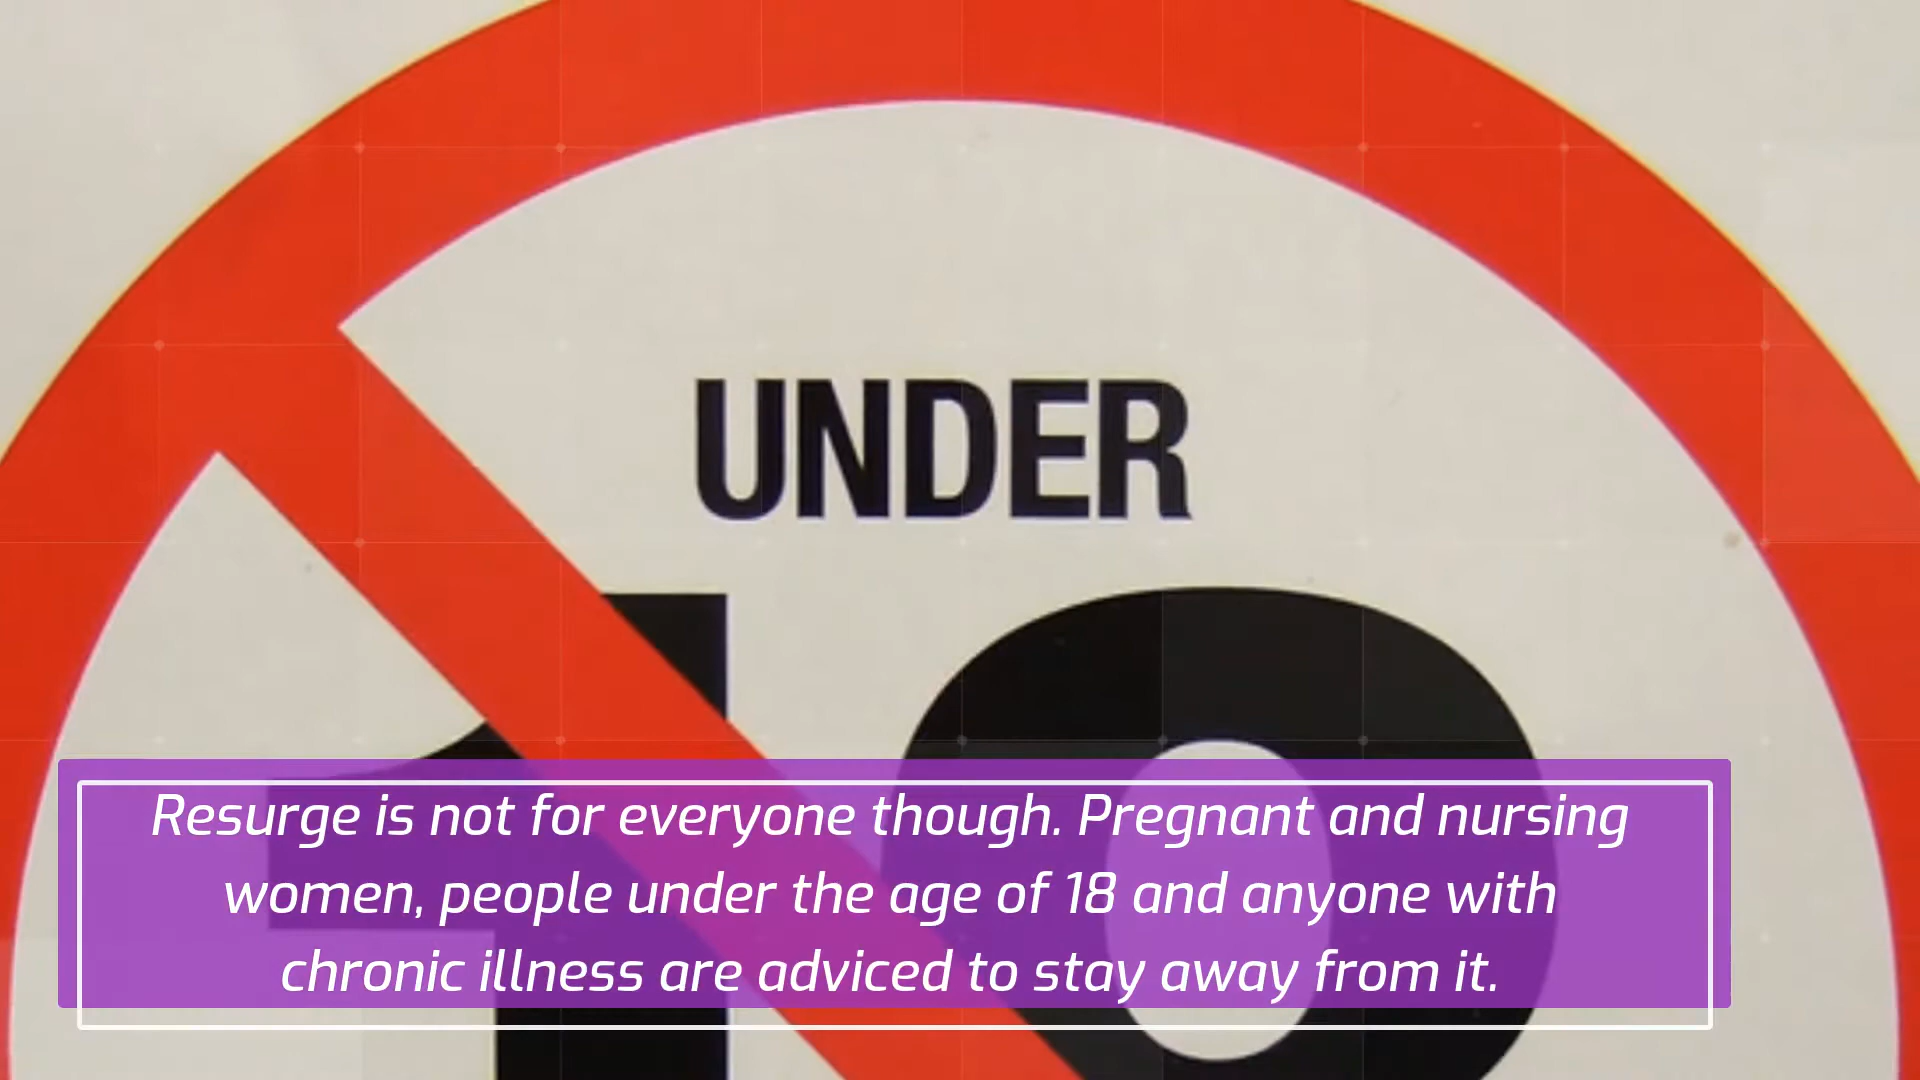 UNDER
18
Resurge is not for everyone though. Pregnant and nursing
women, people under the age of 18 and anyone with
chronic illness are adviced to stay away from it.